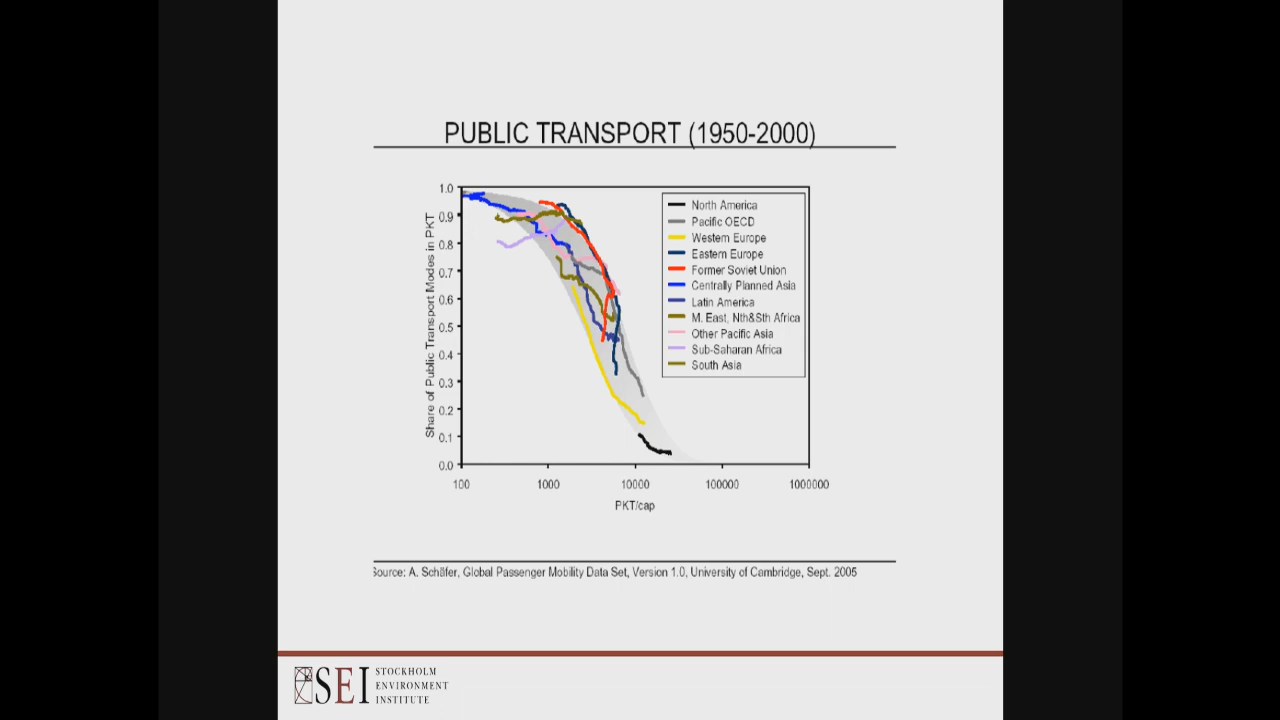 PUBLIC TRANSPORT (1950-2000)
Share of Public Transport Modes in PKT
1.0
0.9
0.8
0.7
0.6
0.5
0.4
0.3
0.2
0.1
0.0
100 1000 10000 100000 1000000
PKT/cap
North America
Pacific OECD
Western Europe
Eastern Europe
Former Soviet Union
Centrally Planned Asia
Latin America
M. East, Nth&Sth Africa
Other Pacific Asia
Sub-Saharan Africa
South Asia
Source: A. Schäfer, Global Passenger Mobility Data Set, Version 1.0, University of Cambridge, Sept. 2005
SEI STOCKHOLM
ENVIRONMENT
INSTITUTE